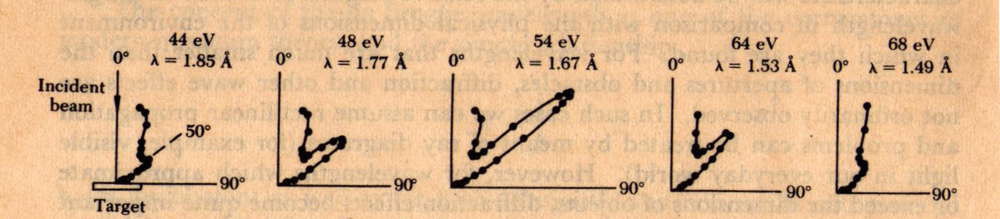 44 eV
0° λ = 1.85 Å
Incident
beam
50°
90°
Target
48 eV
0° λ = 1.77 Å
90°
54 eV
0° λ = 1.67 Å
90°
64 eV
0° λ = 1.53 Å
90°
68 eV
0° λ = 1.49 Å
90°